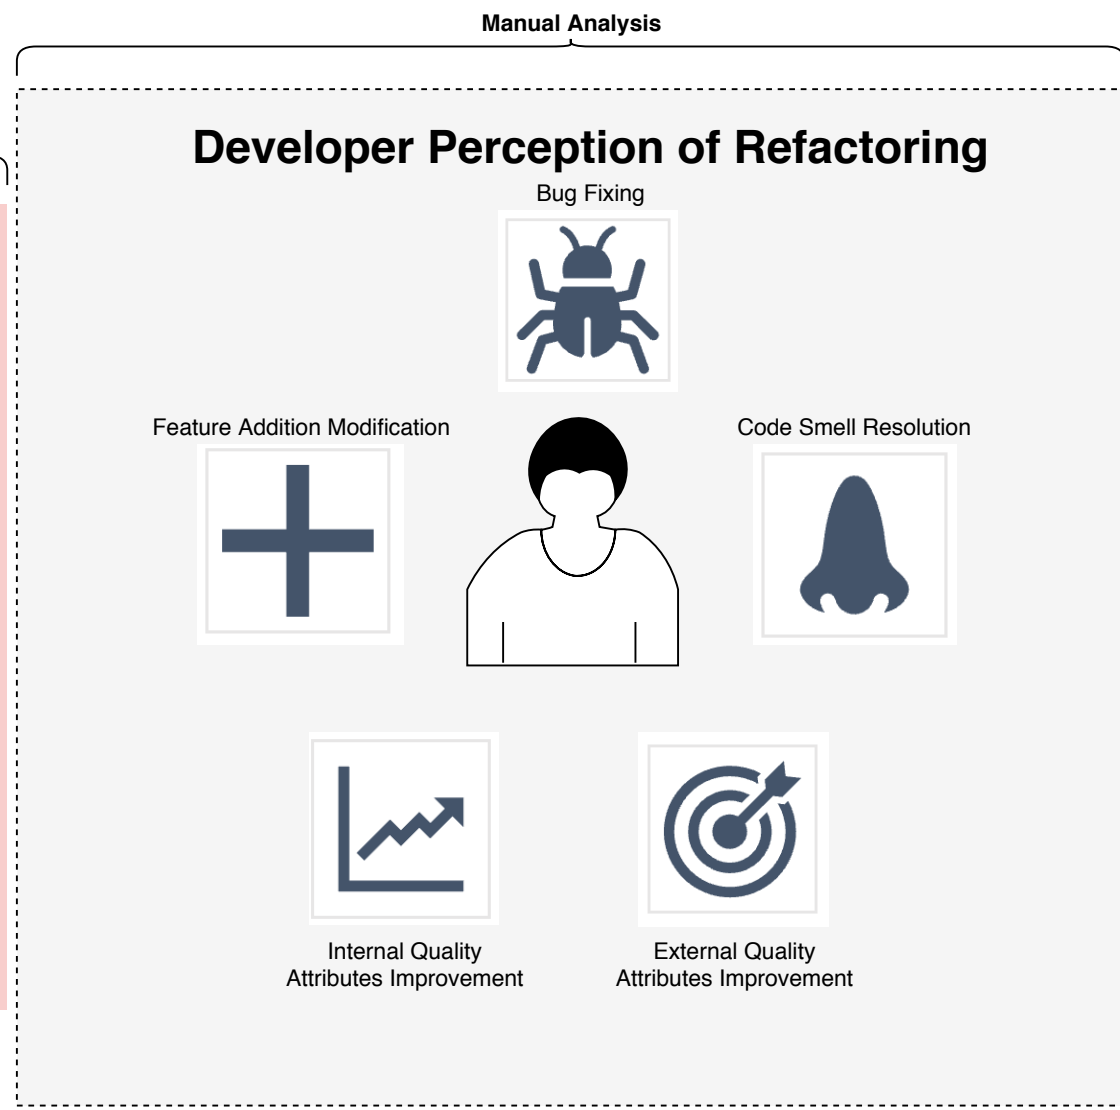 Manual Analysis
Developer Perception of Refactoring
Bug Fixing
Feature Addition Modification
Code Smell Resolution
Internal Quality
Attributes Improvement
External Quality
Attributes Improvement